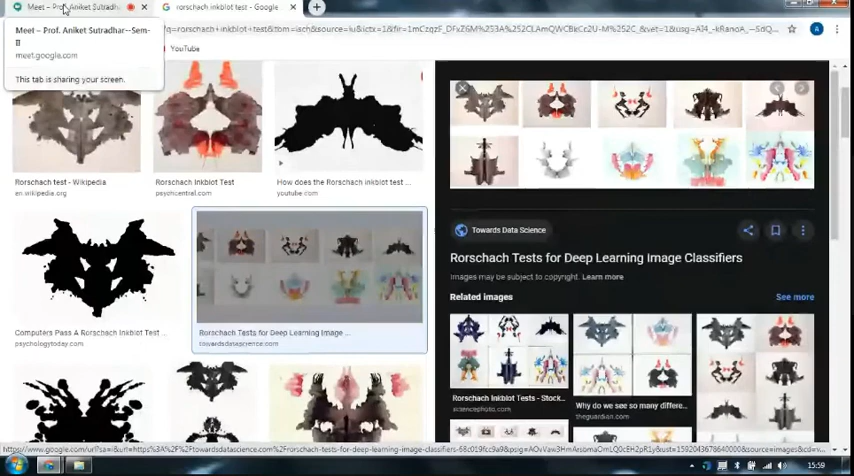 Meet – Prof. Aniket Sutradha
rorschach inkblot test - Google
Meet – Prof. Aniket Sutradhar--Sem-
II
meet.google.com
This tab is sharing your screen.
YouTube
Rorschach test - Wikipedia
en.wikipedia.org
Rorschach Inkblot Test
psychcentral.com
How does the Rorschach inkblot test ...
youtube.com
Computers Pass A Rorschach Inkblot Test ...
psychologytoday.com
Rorschach Tests for Deep Learning Image ...
towardsdatascience.com
Towards Data Science
Rorschach Tests for Deep Learning Image Classifiers
Images may be subject to copyright. Learn more
Related images
See more
Rorschach Inkblot Tests - Stock...
sciencephoto.com
Why do we see so many differe...
theguardian.com
15:59